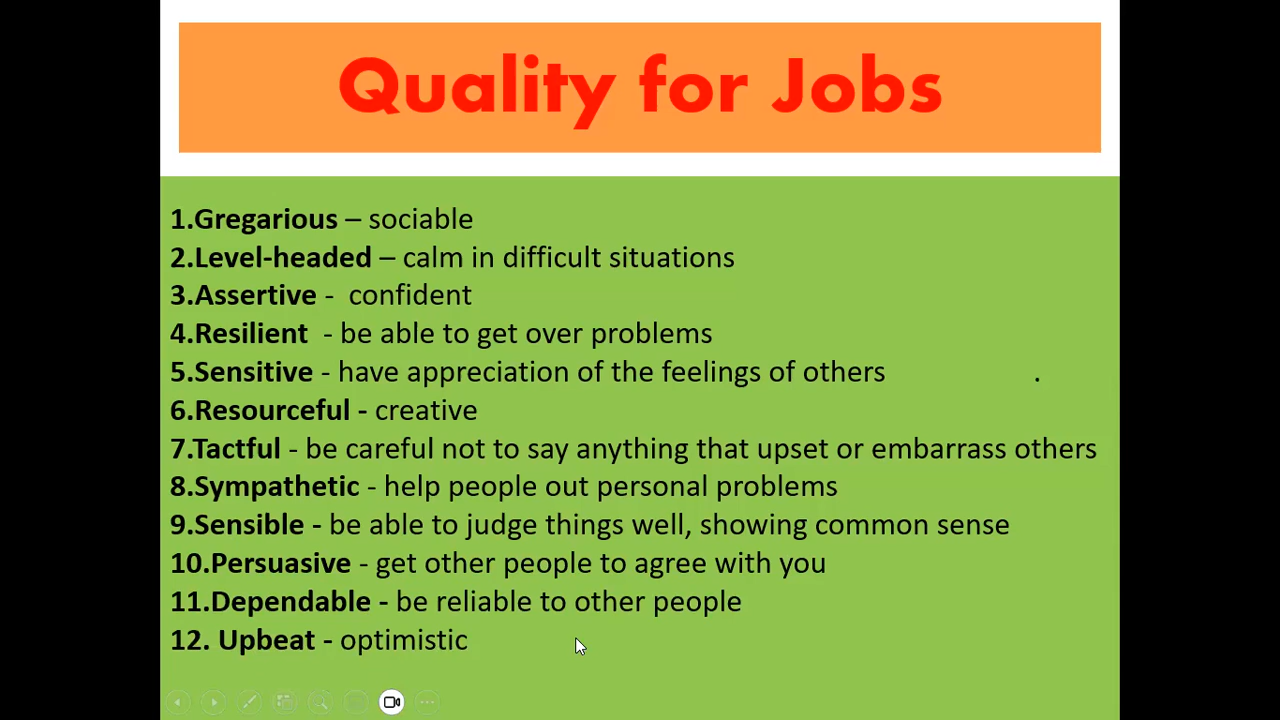 Quality for Jobs
1.Gregarious – sociable
2.Level-headed – calm in difficult situations
3.Assertive -  confident
4.Resilient  - be able to get over problems
5.Sensitive - have appreciation of the feelings of others .
6.Resourceful - creative
7.Tactful - be careful not to say anything that upset or embarrass others
8.Sympathetic - help people out personal problems
9.Sensible - be able to judge things well, showing common sense
10.Persuasive - get other people to agree with you
11.Dependable - be reliable to other people
12. Upbeat - optimistic